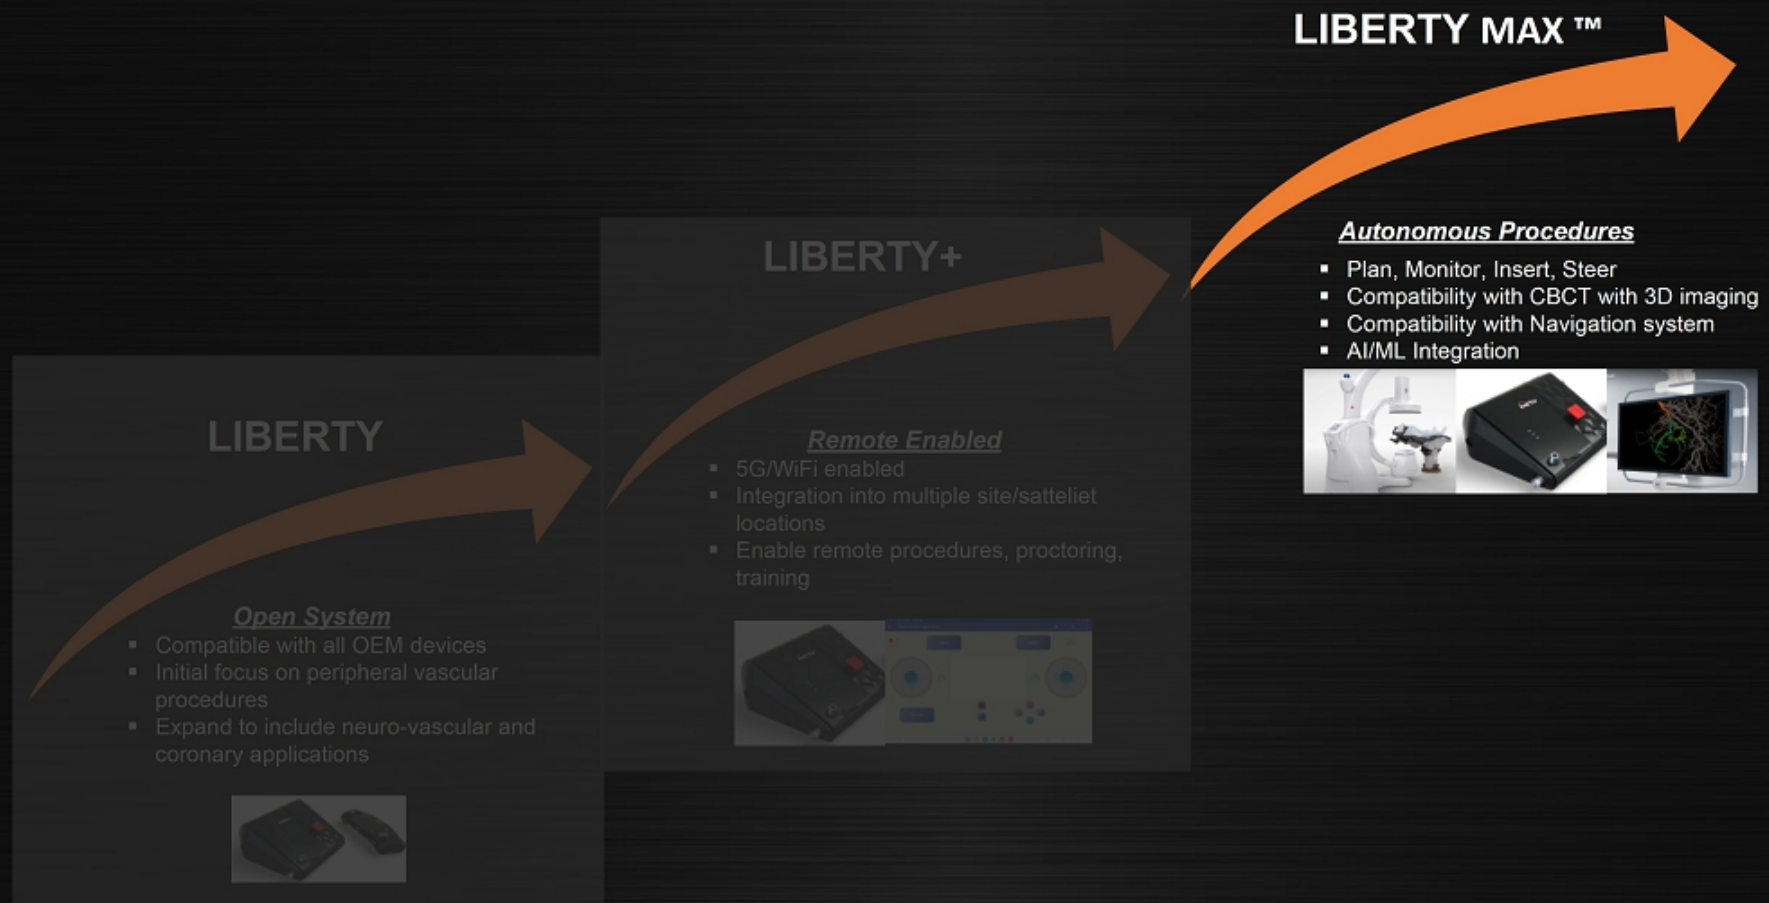 LIBERTY MAX ™
Autonomous Procedures
▪ Plan, Monitor, Insert, Steer
▪ Compatibility with CBCT with 3D imaging
▪ Compatibility with Navigation system
▪ AI/ML Integration
LIBERTY+
Remote Enabled
▪ 5G/WiFi enabled
▪ Integration into multiple site/satteliet
locations
▪ Enable remote procedures, proctoring,
training
LIBERTY
Open System
▪ Compatible with all OEM devices
▪ Initial focus on peripheral vascular
procedures
▪ Expand to include neuro-vascular and
coronary applications